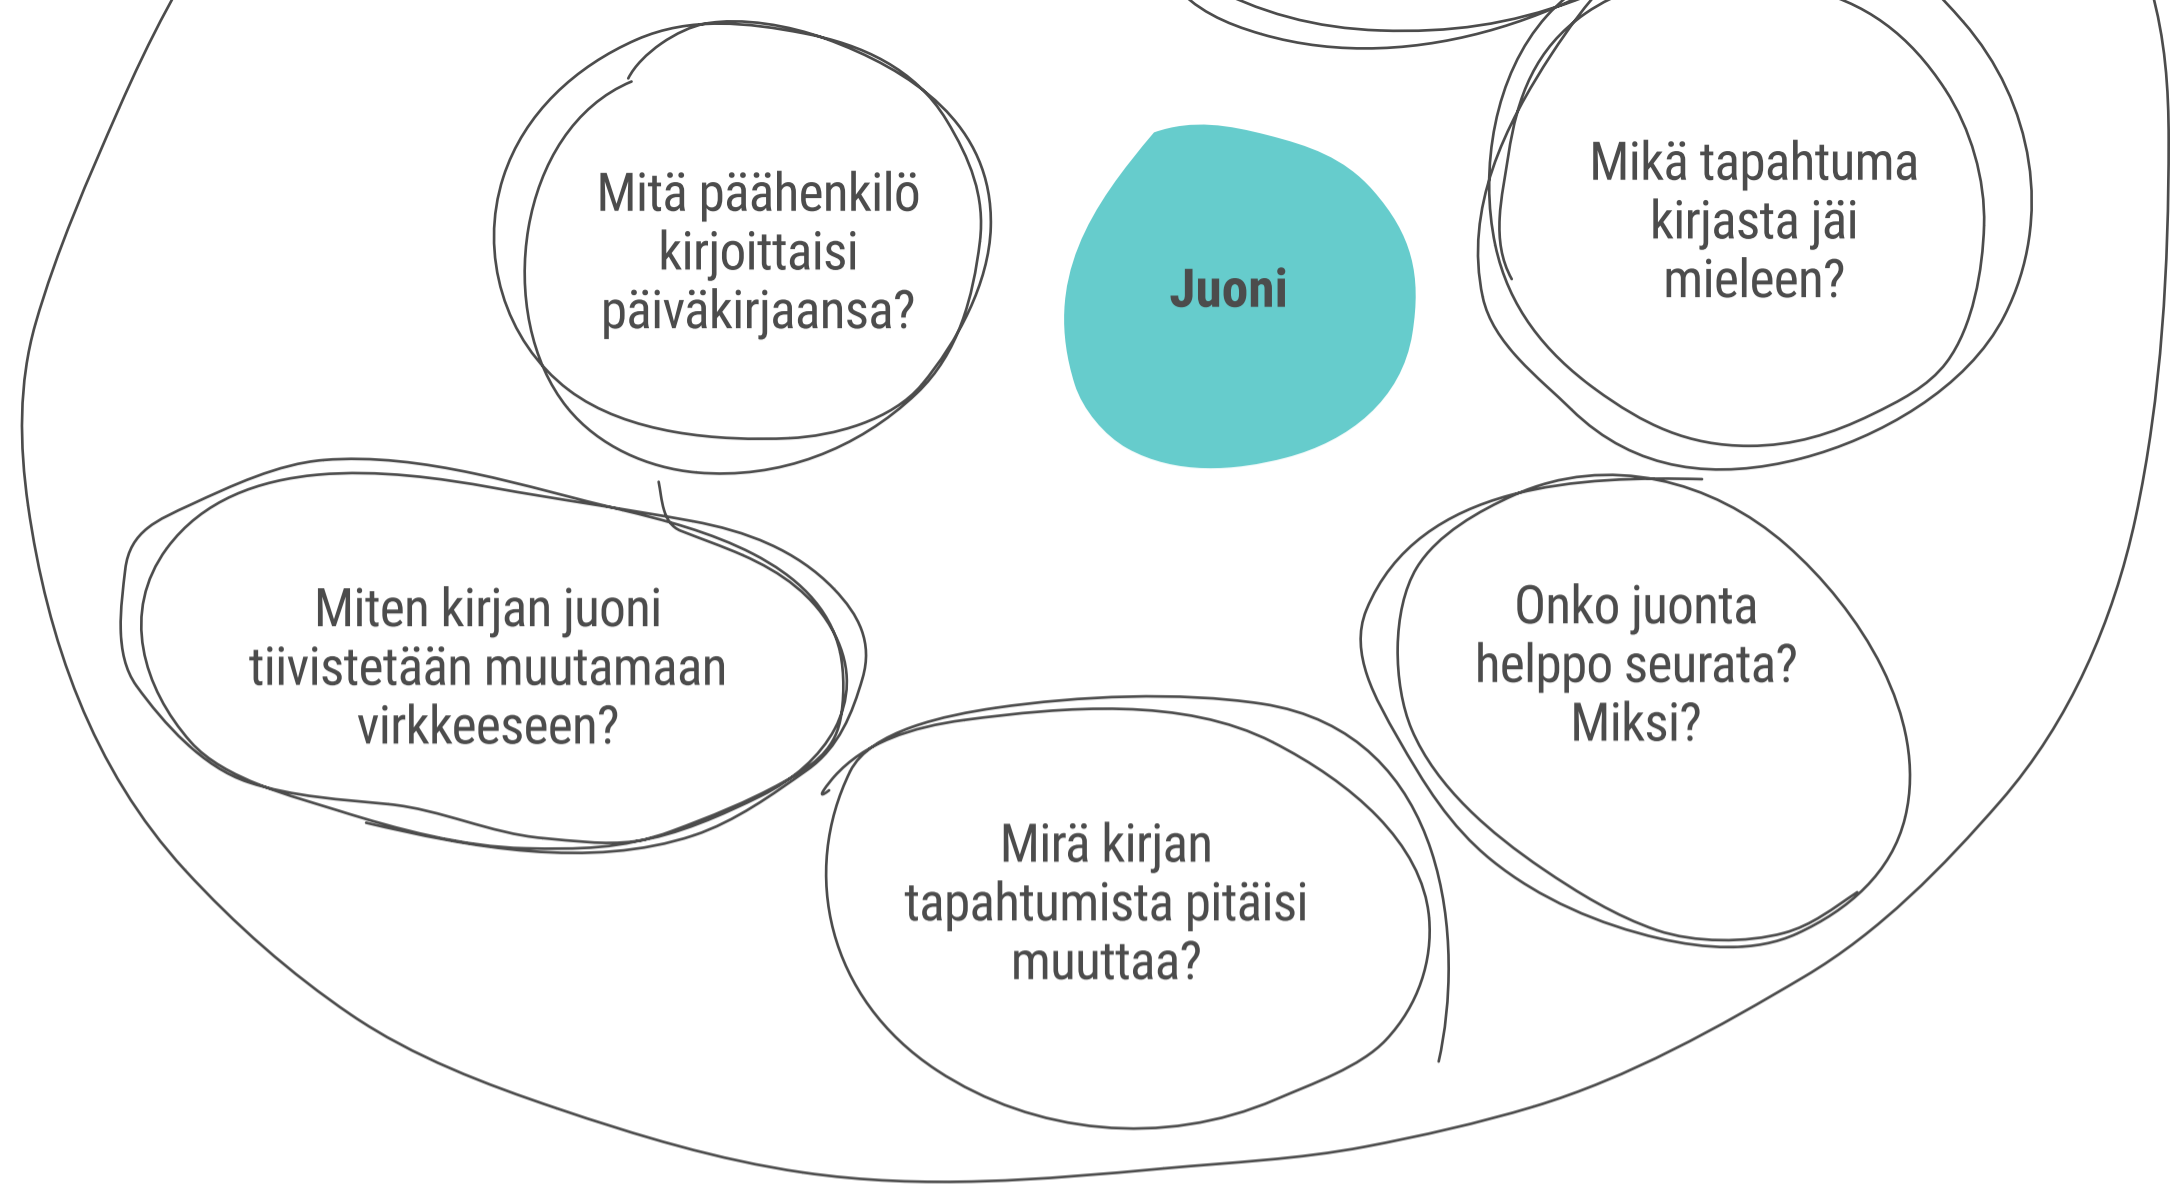 Mitä päähenkilö
kirjoittaisi
päiväkirjaansa?
Juoni
Mikä tapahtuma
kirjasta jäi
mieleen?
Miten kirjan juoni
tiivistetään muutamaan
virkkeeseen?
Onko juonta
helppo seurata?
Miksi?
Mirä kirjan
tapahtumista pitäisi
muuttaa?